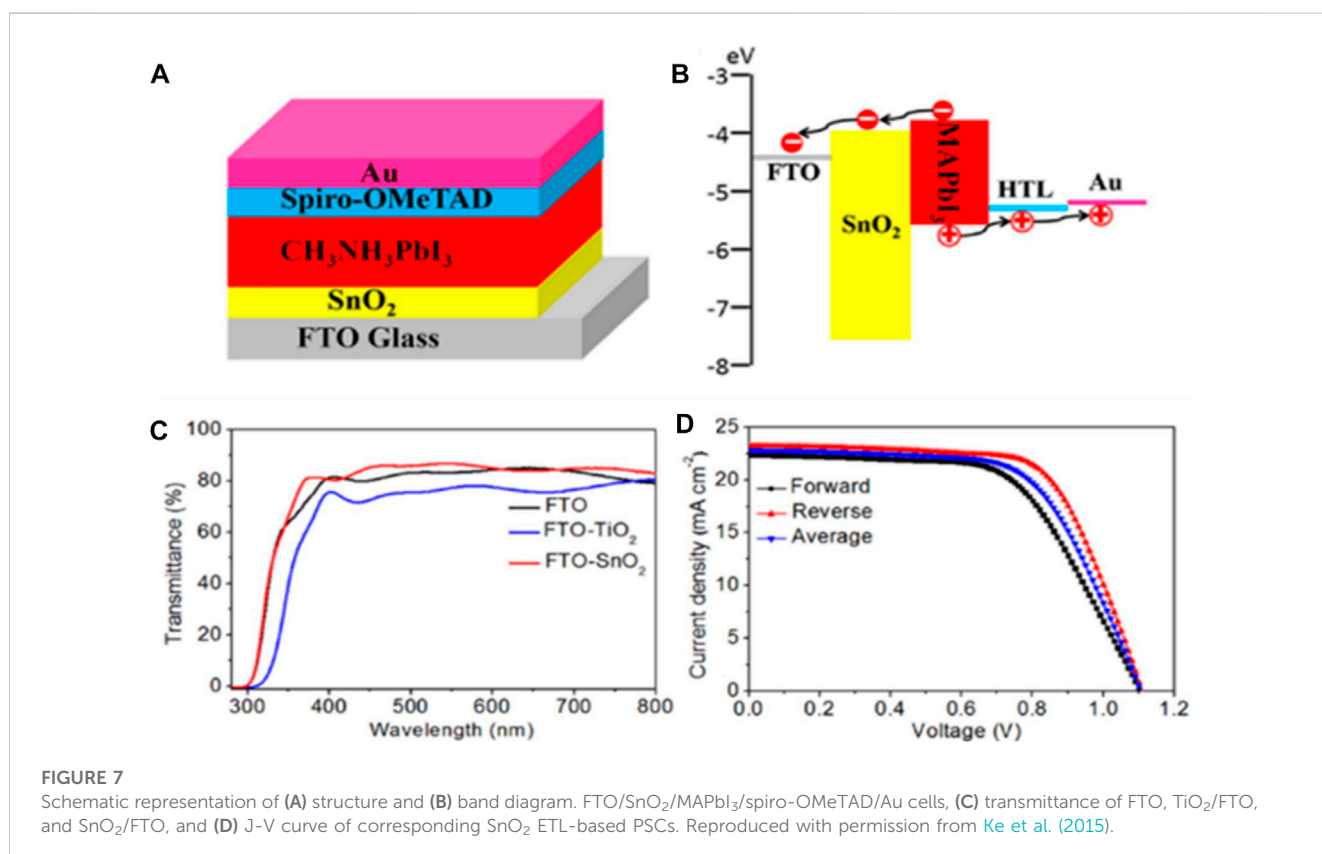 A
Au
Spiro-OMeTAD
CH₃NH₃PbI₃
SnO₂
FTO Glass
B
eV
-3
-4
-5
-6
-7
-8
FTO
SnO₂
MAPbI₃
HTL
Au
C
Transmittance (%)
100
80
60
40
20
0
300 400 500 600 700 800
Wavelength (nm)
FTO
FTO-TiO₂
FTO-SnO₂
D
Current density (mA cm⁻²)
25
20
15
10
5
0
0.0 0.2 0.4 0.6 0.8 1.0 1.2
Voltage (V)
Forward
Reverse
Average
FIGURE 7
Schematic representation of (A) structure and (B) band diagram. FTO/SnO₂/MAPbI₃/spiro-OMeTAD/Au cells, (C) transmittance of FTO, TiO₂/FTO,
and SnO₂/FTO, and (D) J-V curve of corresponding SnO₂ ETL-based PSCs. Reproduced with permission from Ke et al. (2015).